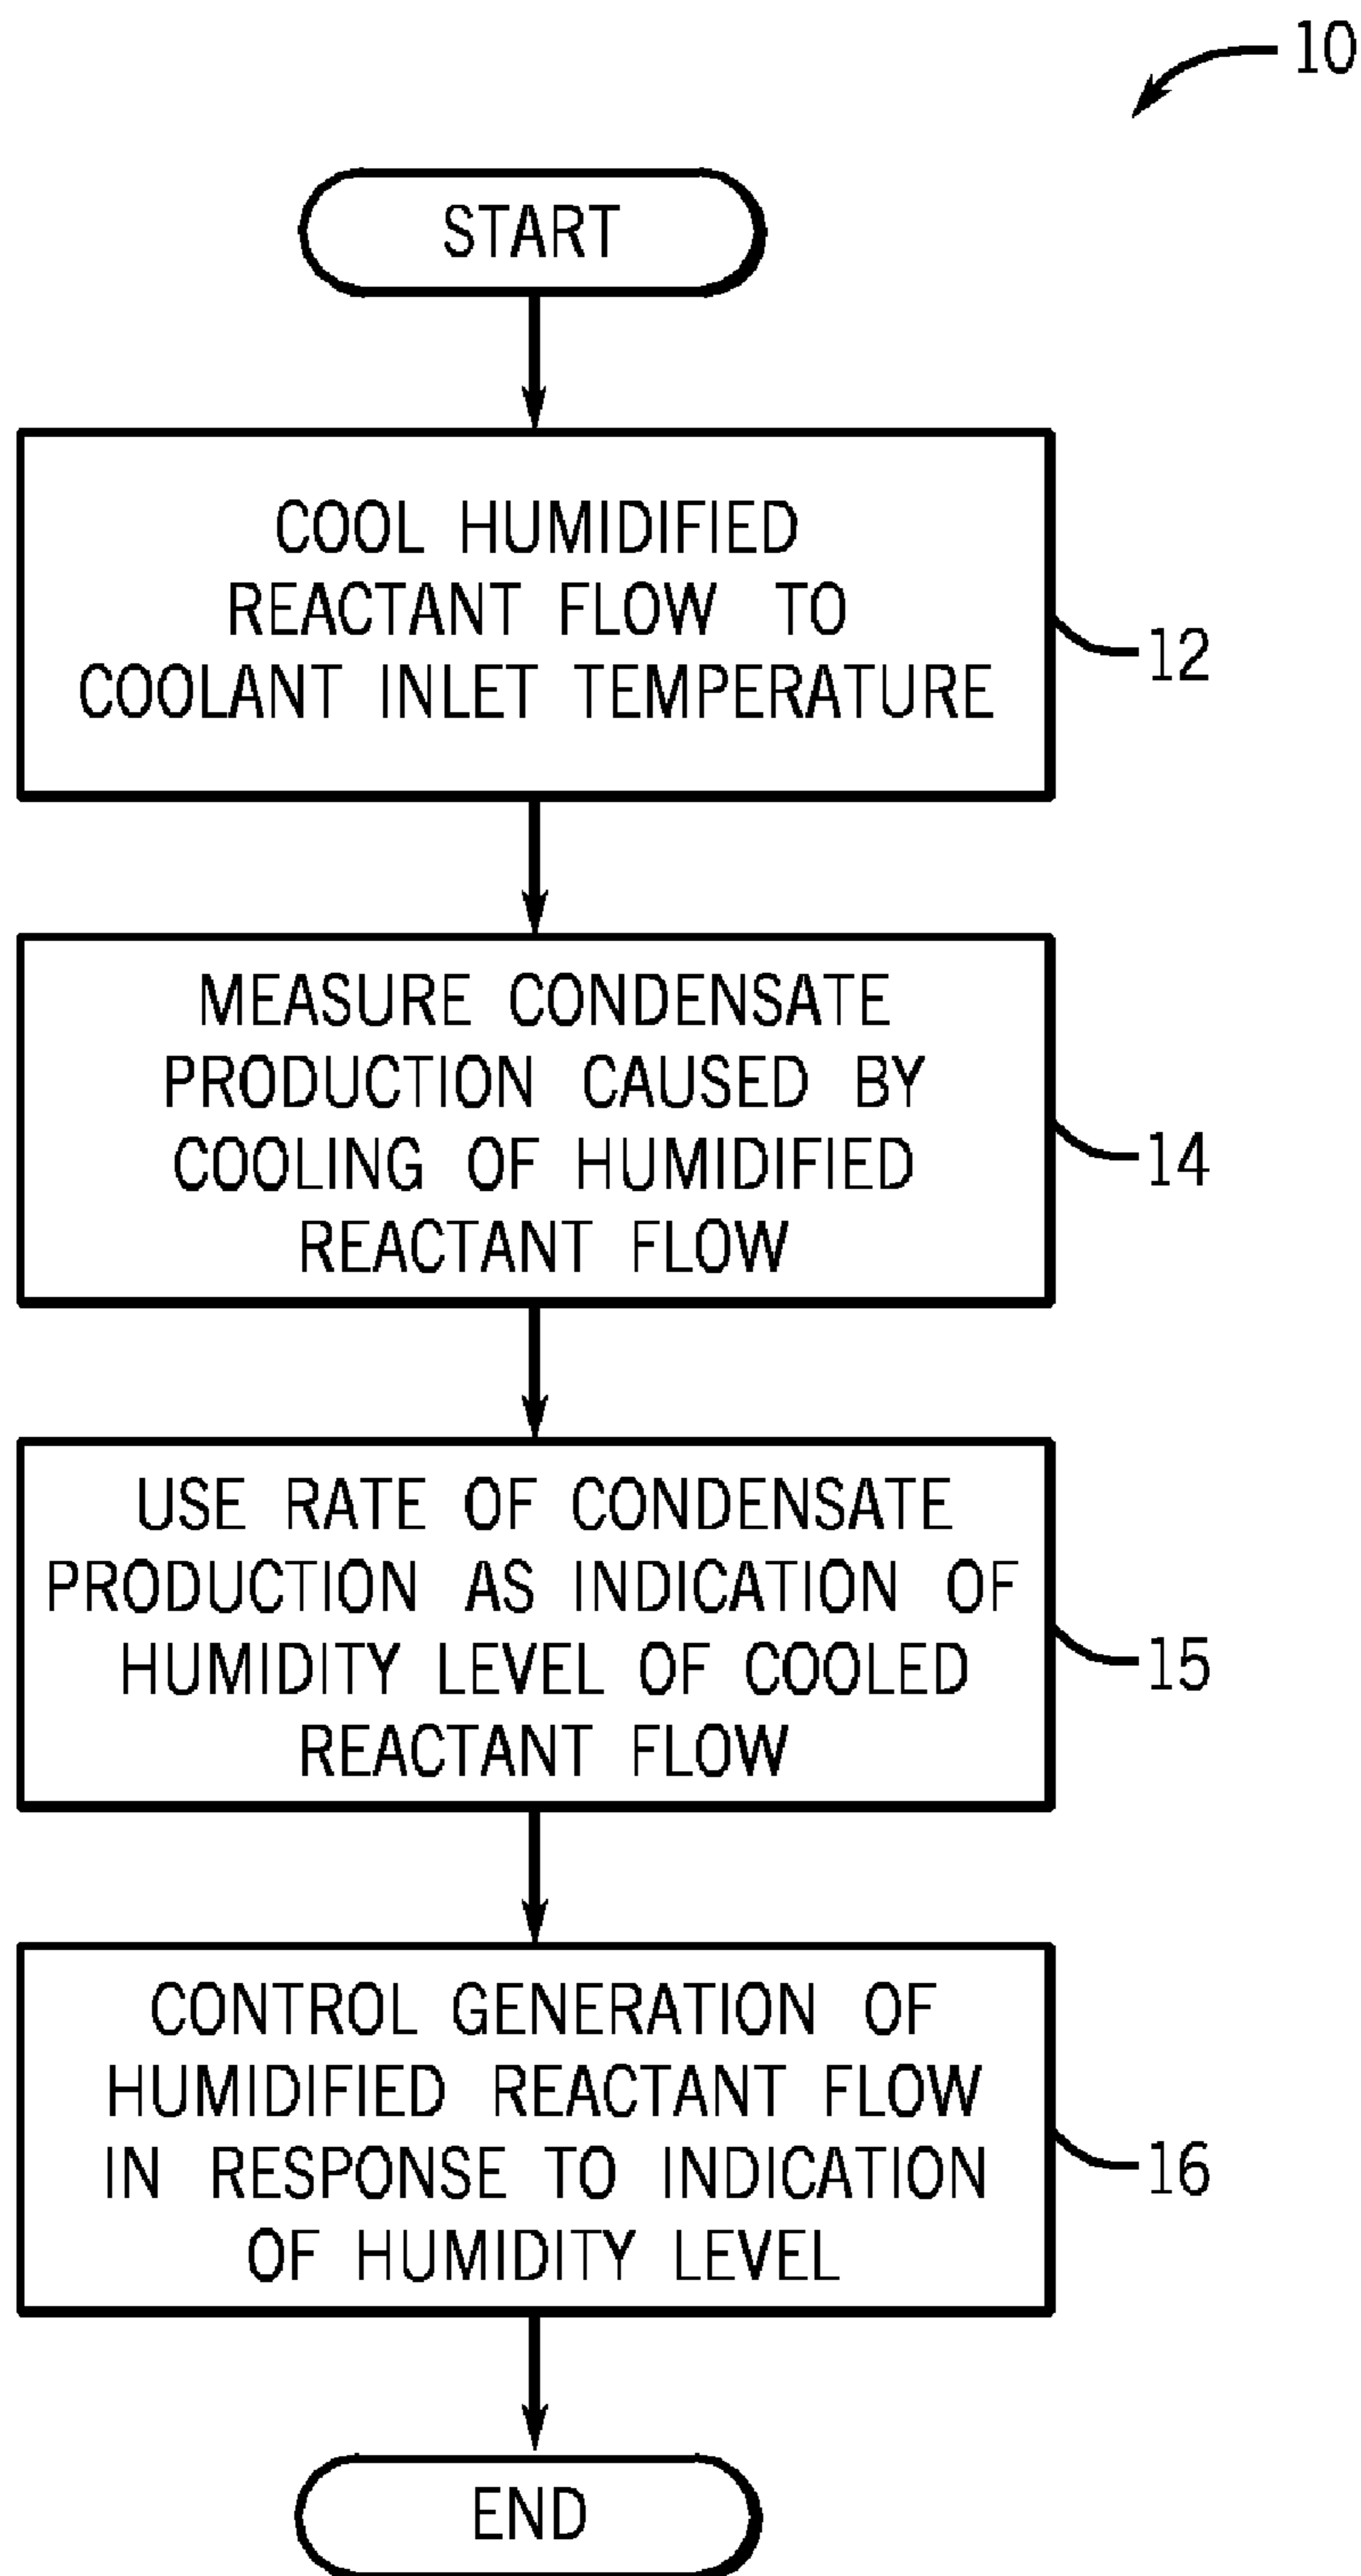 10
START
COOL HUMIDIFIED
REACTANT FLOW TO
COOLANT INLET TEMPERATURE
12
MEASURE CONDENSATE
PRODUCTION CAUSED BY
COOLING OF HUMIDIFIED
REACTANT FLOW
14
USE RATE OF CONDENSATE
PRODUCTION AS INDICATION OF
HUMIDITY LEVEL OF COOLED
REACTANT FLOW
15
CONTROL GENERATION OF
HUMIDIFIED REACTANT FLOW
IN RESPONSE TO INDICATION
OF HUMIDITY LEVEL
16
END